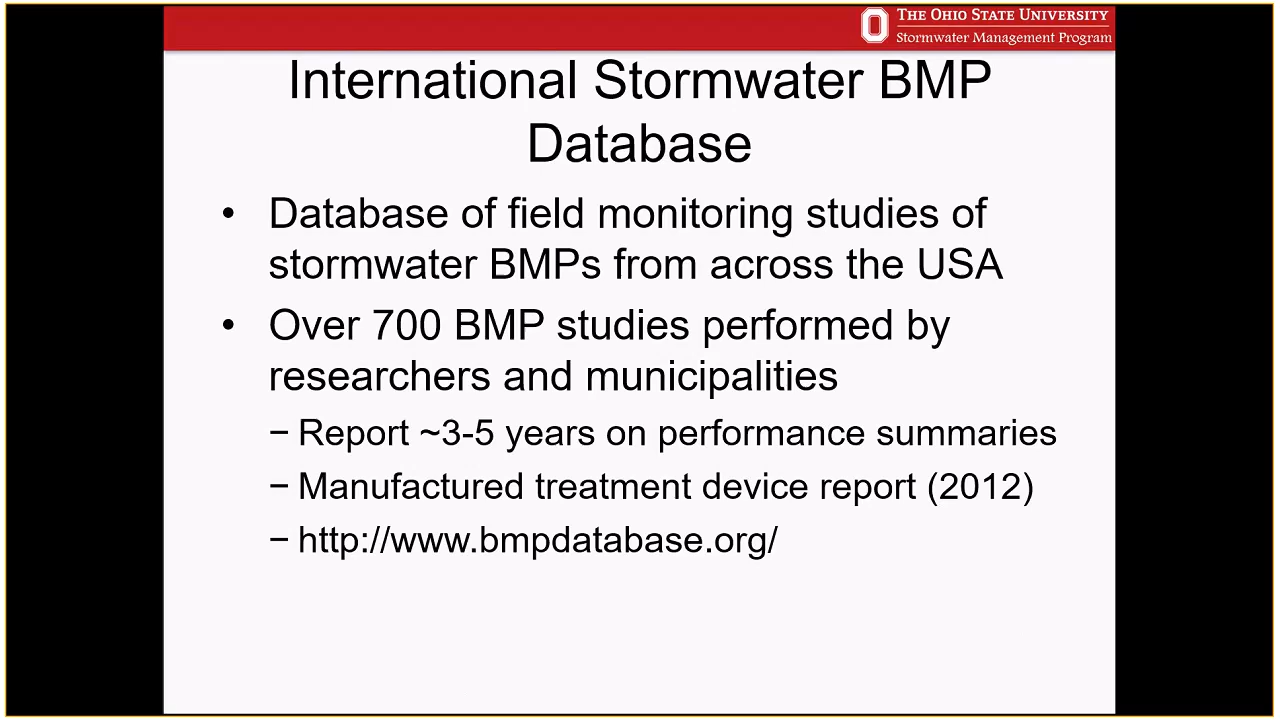 THE OHIO STATE UNIVERSITY
Stormwater Management Program
International Stormwater BMP
Database
• Database of field monitoring studies of
stormwater BMPs from across the USA
• Over 700 BMP studies performed by
researchers and municipalities
− Report ~3-5 years on performance summaries
− Manufactured treatment device report (2012)
− http://www.bmpdatabase.org/